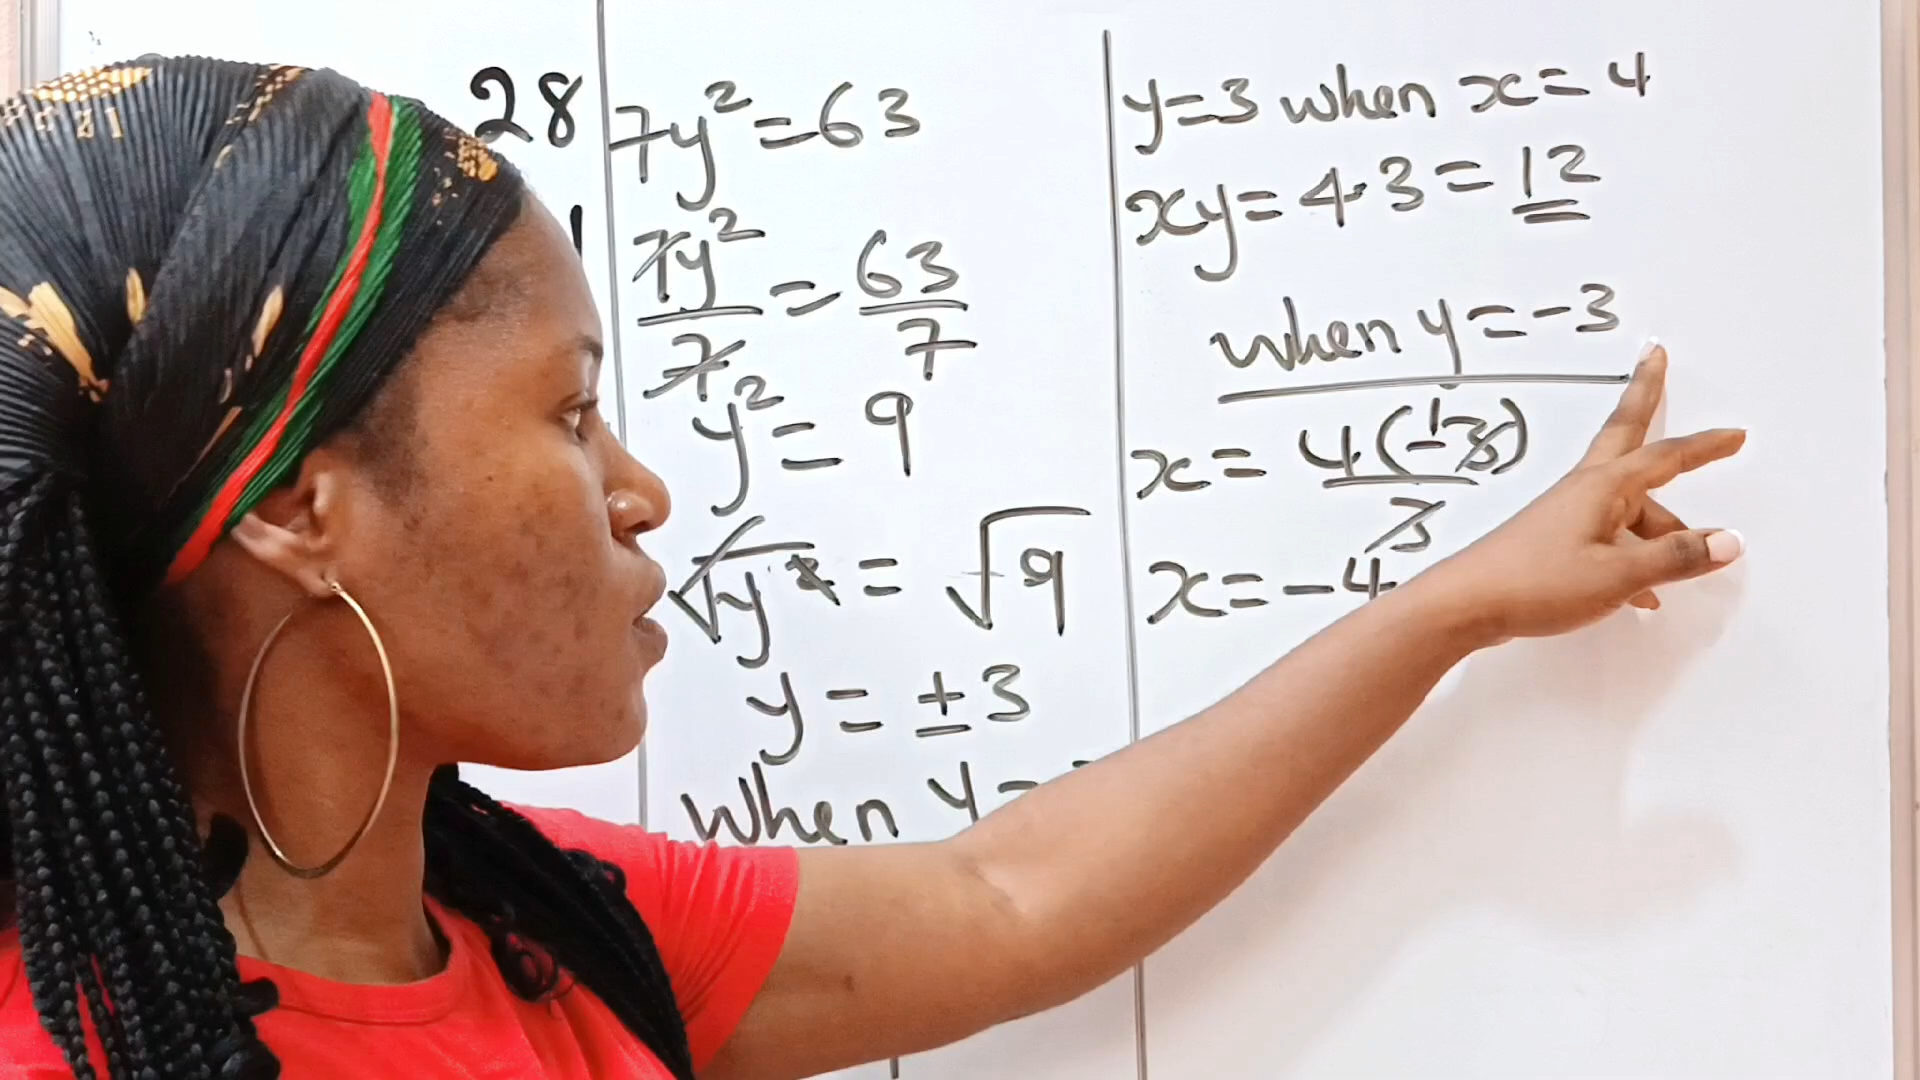 28
7y²=63
7y²/7 = 63/7
y² = 9
√y² = √9
y = ±3
When y =
y=3 when x=4
xy=4·3=12
when y=-3
x= 4(-3)/3
x=-4